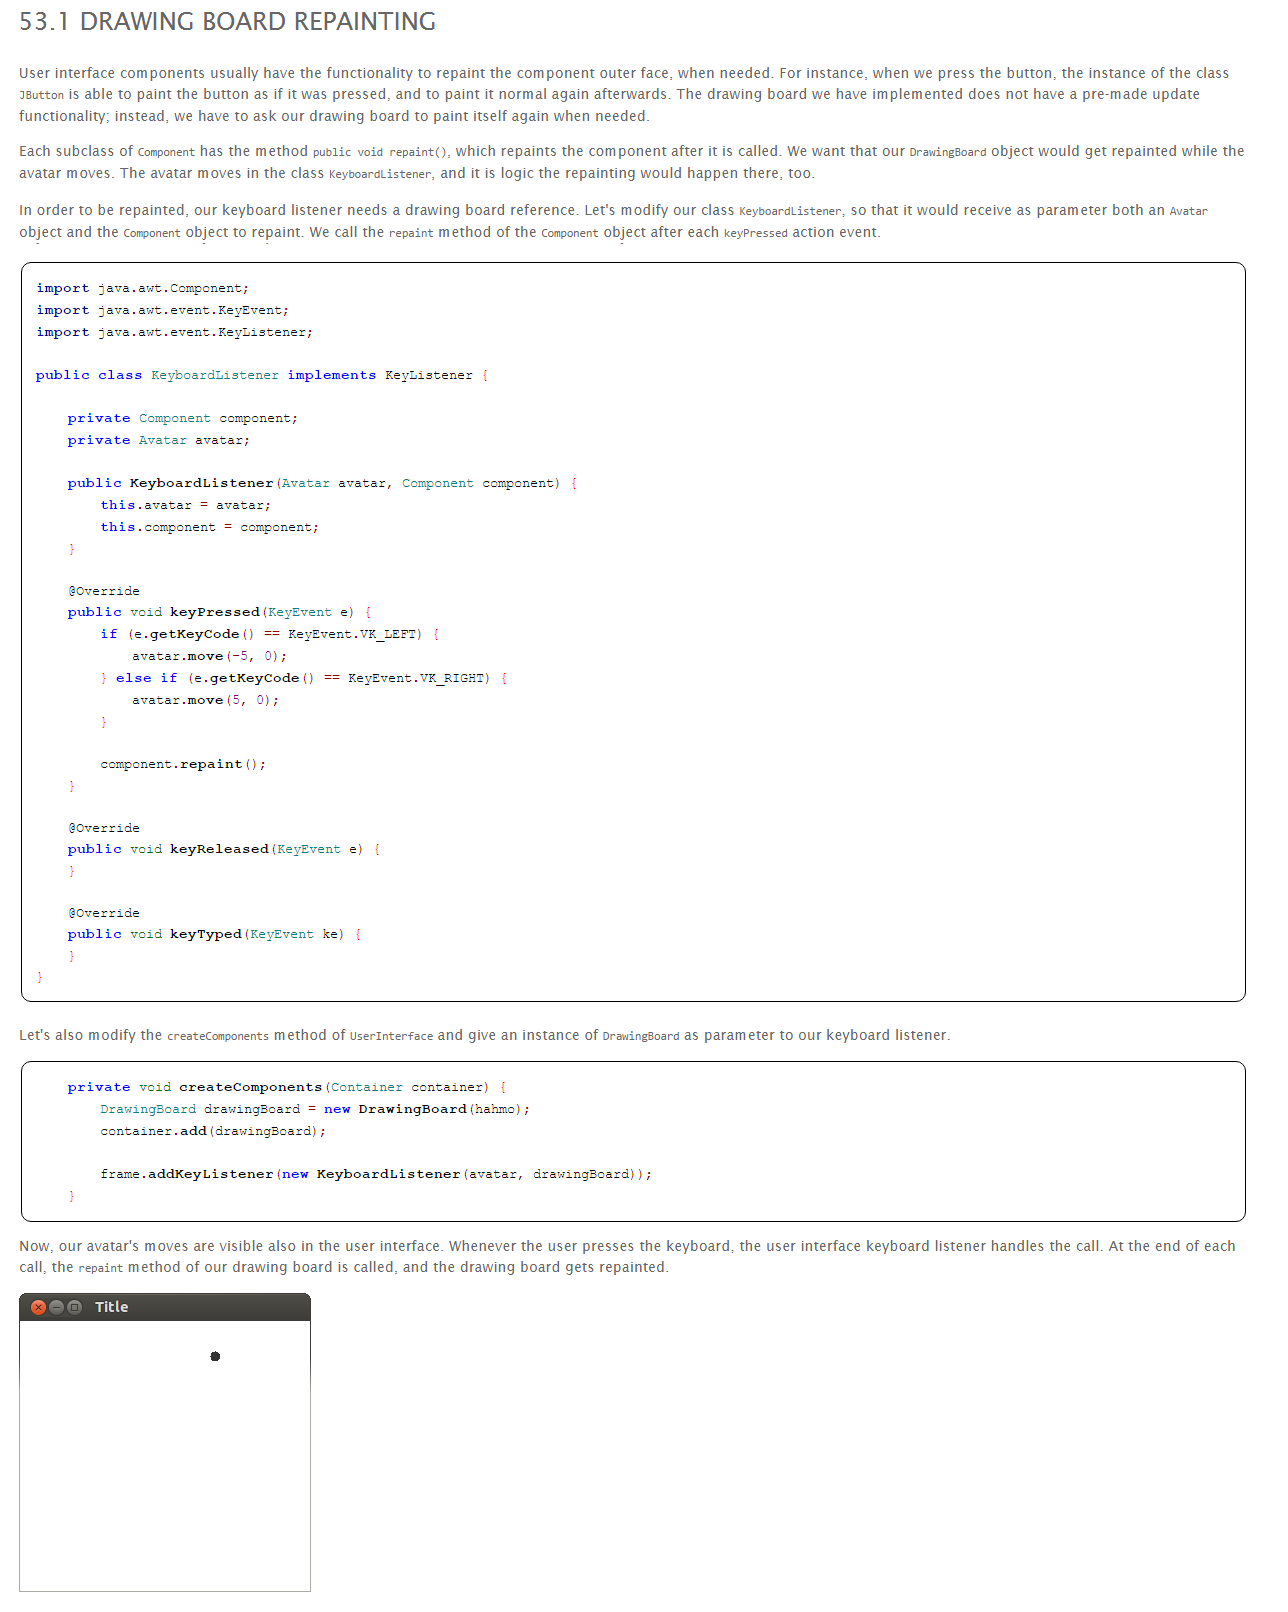 53.1 DRAWING BOARD REPAINTING
User interface components usually have the functionality to repaint the component outer face, when needed. For instance, when we press the button, the instance of the class
JButton is able to paint the button as if it was pressed, and to paint it normal again afterwards. The drawing board we have implemented does not have a pre-made update
functionality; instead, we have to ask our drawing board to paint itself again when needed.
Each subclass of Component has the method public void repaint(), which repaints the component after it is called. We want that our DrawingBoard object would get repainted while the
avatar moves. The avatar moves in the class KeyboardListener, and it is logic the repainting would happen there, too.
In order to be repainted, our keyboard listener needs a drawing board reference. Let's modify our class KeyboardListener, so that it would receive as parameter both an Avatar
object and the Component object to repaint. We call the repaint method of the Component object after each keyPressed action event.
import java.awt.Component;
import java.awt.event.KeyEvent;
import java.awt.event.KeyListener;
public class KeyboardListener implements KeyListener {
private Component component;
private Avatar avatar;
public KeyboardListener(Avatar avatar, Component component) {
this.avatar = avatar;
this.component = component;
}
@Override
public void keyPressed(KeyEvent e) {
if (e.getKeyCode() == KeyEvent.VK_LEFT) {
avatar.move(-5, 0);
} else if (e.getKeyCode() == KeyEvent.VK_RIGHT) {
avatar.move(5, 0);
}
component.repaint();
}
@Override
public void keyReleased(KeyEvent e) {
}
@Override
public void keyTyped(KeyEvent ke) {
}
}
Let's also modify the createComponents method of UserInterface and give an instance of DrawingBoard as parameter to our keyboard listener.
private void createComponents(Container container) {
DrawingBoard drawingBoard = new DrawingBoard(hahmo);
container.add(drawingBoard);
frame.addKeyListener(new KeyboardListener(avatar, drawingBoard));
}
Now, our avatar's moves are visible also in the user interface. Whenever the user presses the keyboard, the user interface keyboard listener handles the call. At the end of each
call, the repaint method of our drawing board is called, and the drawing board gets repainted.
Title